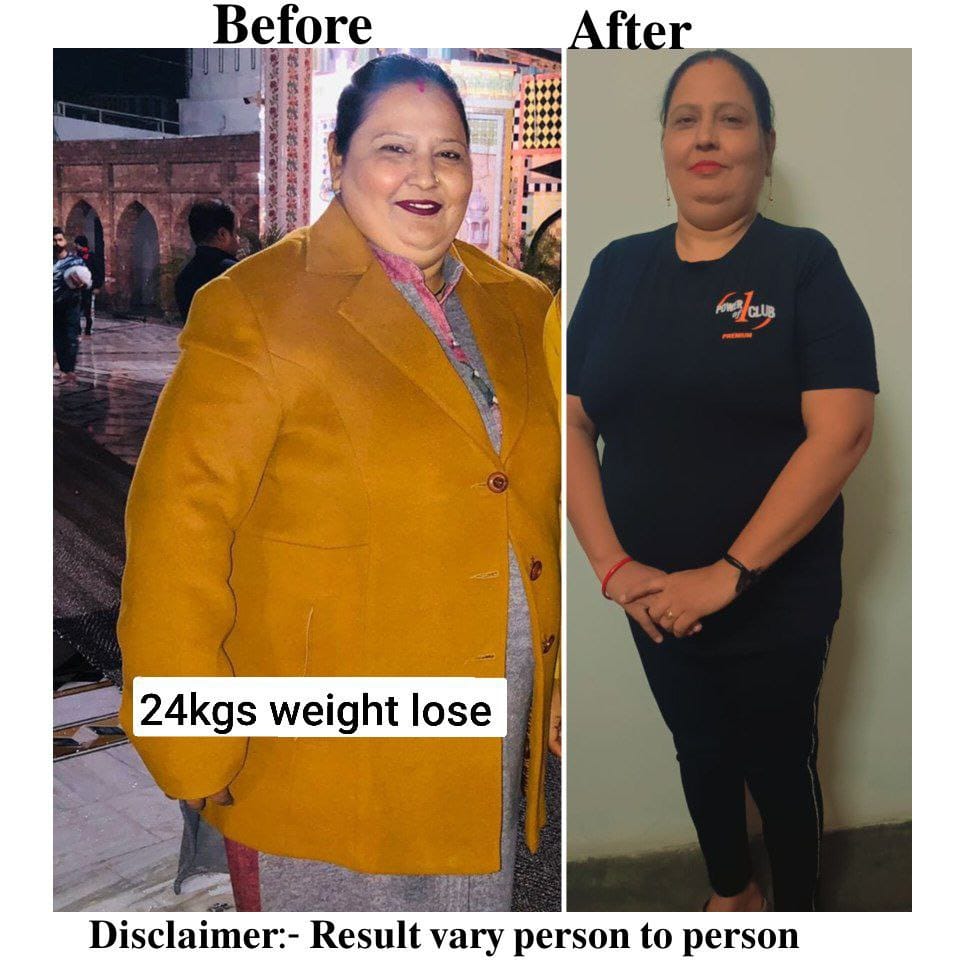 Before
After
POWER
of 1 CLUB
PREMIUM
24kgs weight lose
Disclaimer:- Result vary person to person